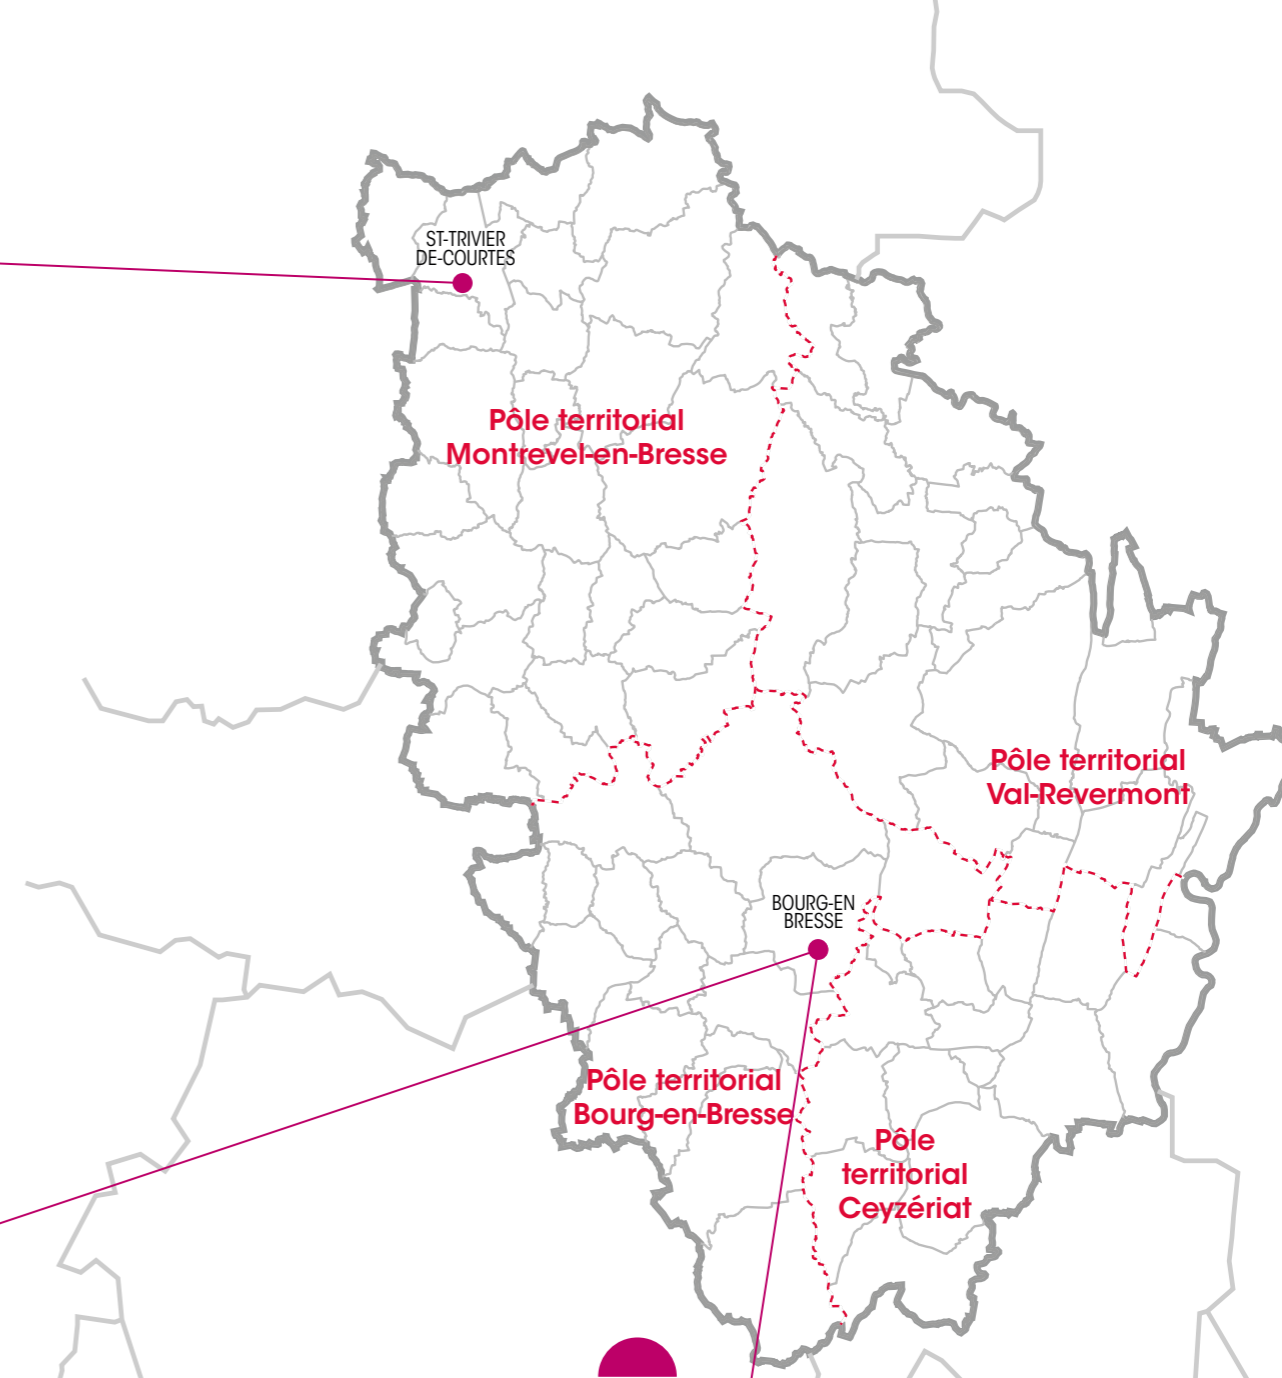 ST-TRIVIER
DE-COURTES
Pôle territorial
Montrevel-en-Bresse
Pôle territorial
Val-Revermont
BOURG-EN
BRESSE
Pôle territorial
Bourg-en-Bresse
Pôle
territorial
Ceyzériat